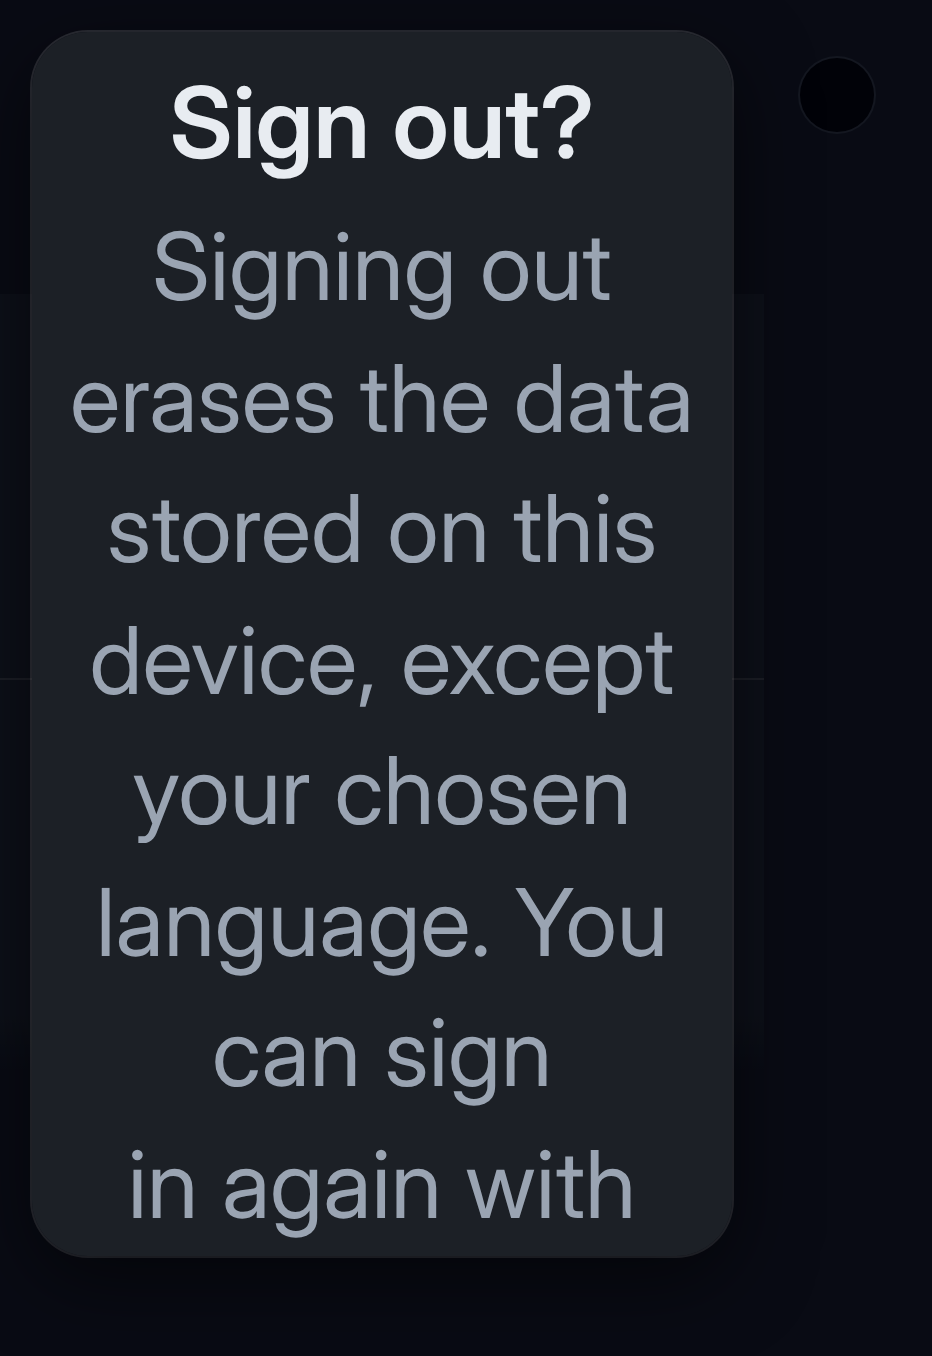 Sign out?
Signing out
erases the data
stored on this
device, except
your chosen
language. You
can sign
in again with